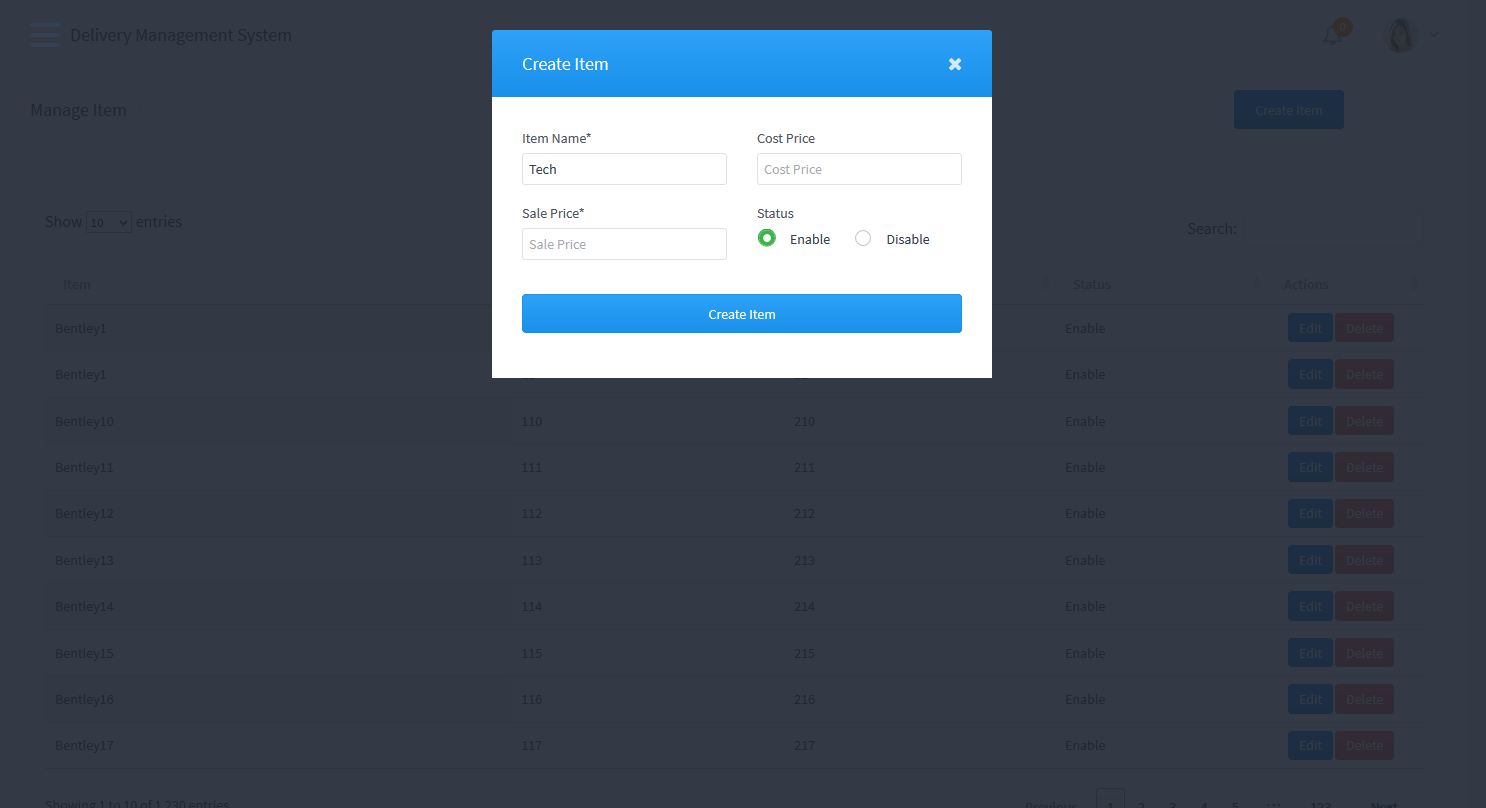 Delivery Management System
0
Create Item
✖
Manage Item
Create Item
Item Name*
Cost Price
Tech
Cost Price
Sale Price*
Status
Sale Price
Enable
Disable
Create Item
Show 10 entries
Search:
Item
Status
Actions
Bentley1
Enable
Edit
Delete
Bentley1
Enable
Edit
Delete
Bentley10
110
210
Enable
Edit
Delete
Bentley11
111
211
Enable
Edit
Delete
Bentley12
112
212
Enable
Edit
Delete
Bentley13
113
213
Enable
Edit
Delete
Bentley14
114
214
Enable
Edit
Delete
Bentley15
115
215
Enable
Edit
Delete
Bentley16
116
216
Enable
Edit
Delete
Bentley17
117
217
Enable
Edit
Delete
Showing 1 to 10 of 1,230 entries
Previous 1 2 3 4 5 … 123 Next